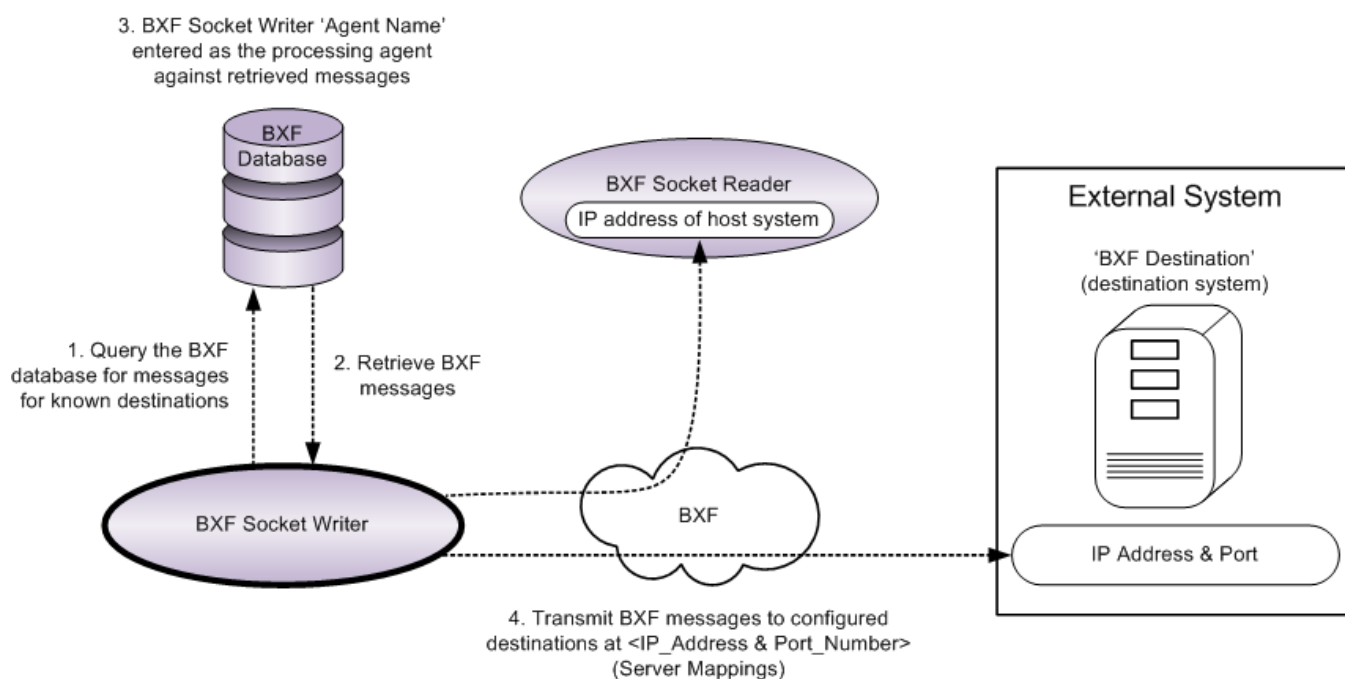 3. BXF Socket Writer ‘Agent Name’
entered as the processing agent
against retrieved messages
BXF
Database
BXF Socket Reader
IP address of host system
External System
‘BXF Destination’
(destination system)
1. Query the BXF
database for messages
for known destinations
2. Retrieve BXF
messages
BXF Socket Writer
BXF
IP Address & Port
4. Transmit BXF messages to configured
destinations at <IP_Address & Port_Number>
(Server Mappings)